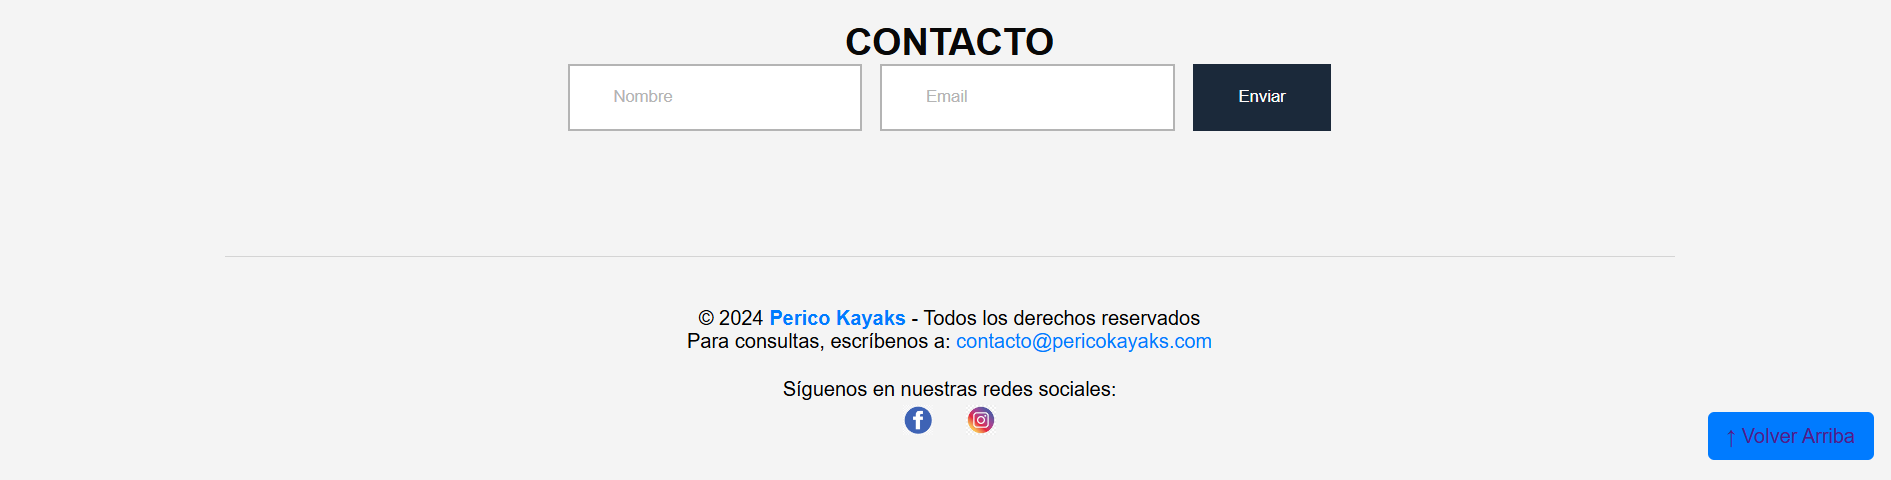 CONTACTO
Nombre
Email
Enviar
© 2024 Perico Kayaks - Todos los derechos reservados
Para consultas, escríbenos a: contacto@pericokayaks.com
Síguenos en nuestras redes sociales:
↑ Volver Arriba